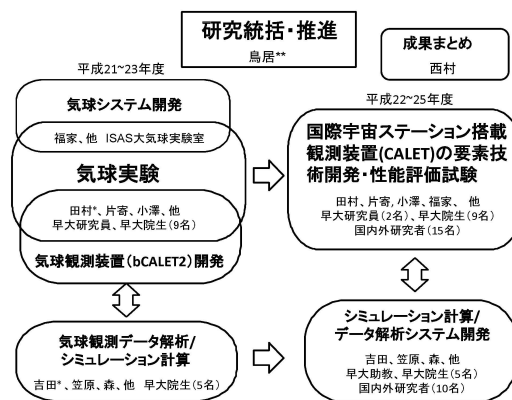 研究統括・推進
鳥居**
成果まとめ
西村
平成21~23年度
気球システム開発
福家、他 ISAS大気球実験室
気球実験
田村*、片寄、小澤、他
早大研究員、早大院生(9名)
気球観測装置(bCALET2)開発
気球観測データ解析/
シミュレーション計算
吉田*、笠原、森、他 早大院生(5名)
平成22~25年度
国際宇宙ステーション搭載
観測装置(CALET)の要素技
術開発・性能評価試験
田村、片寄, 小澤、福家、 他
早大研究員(2名)、早大院生(9名)
国内外研究者(15名)
シミュレーション計算/
データ解析システム開発
吉田、笠原、森、他
早大助教、早大院生(5名)
国内外研究者(10名)